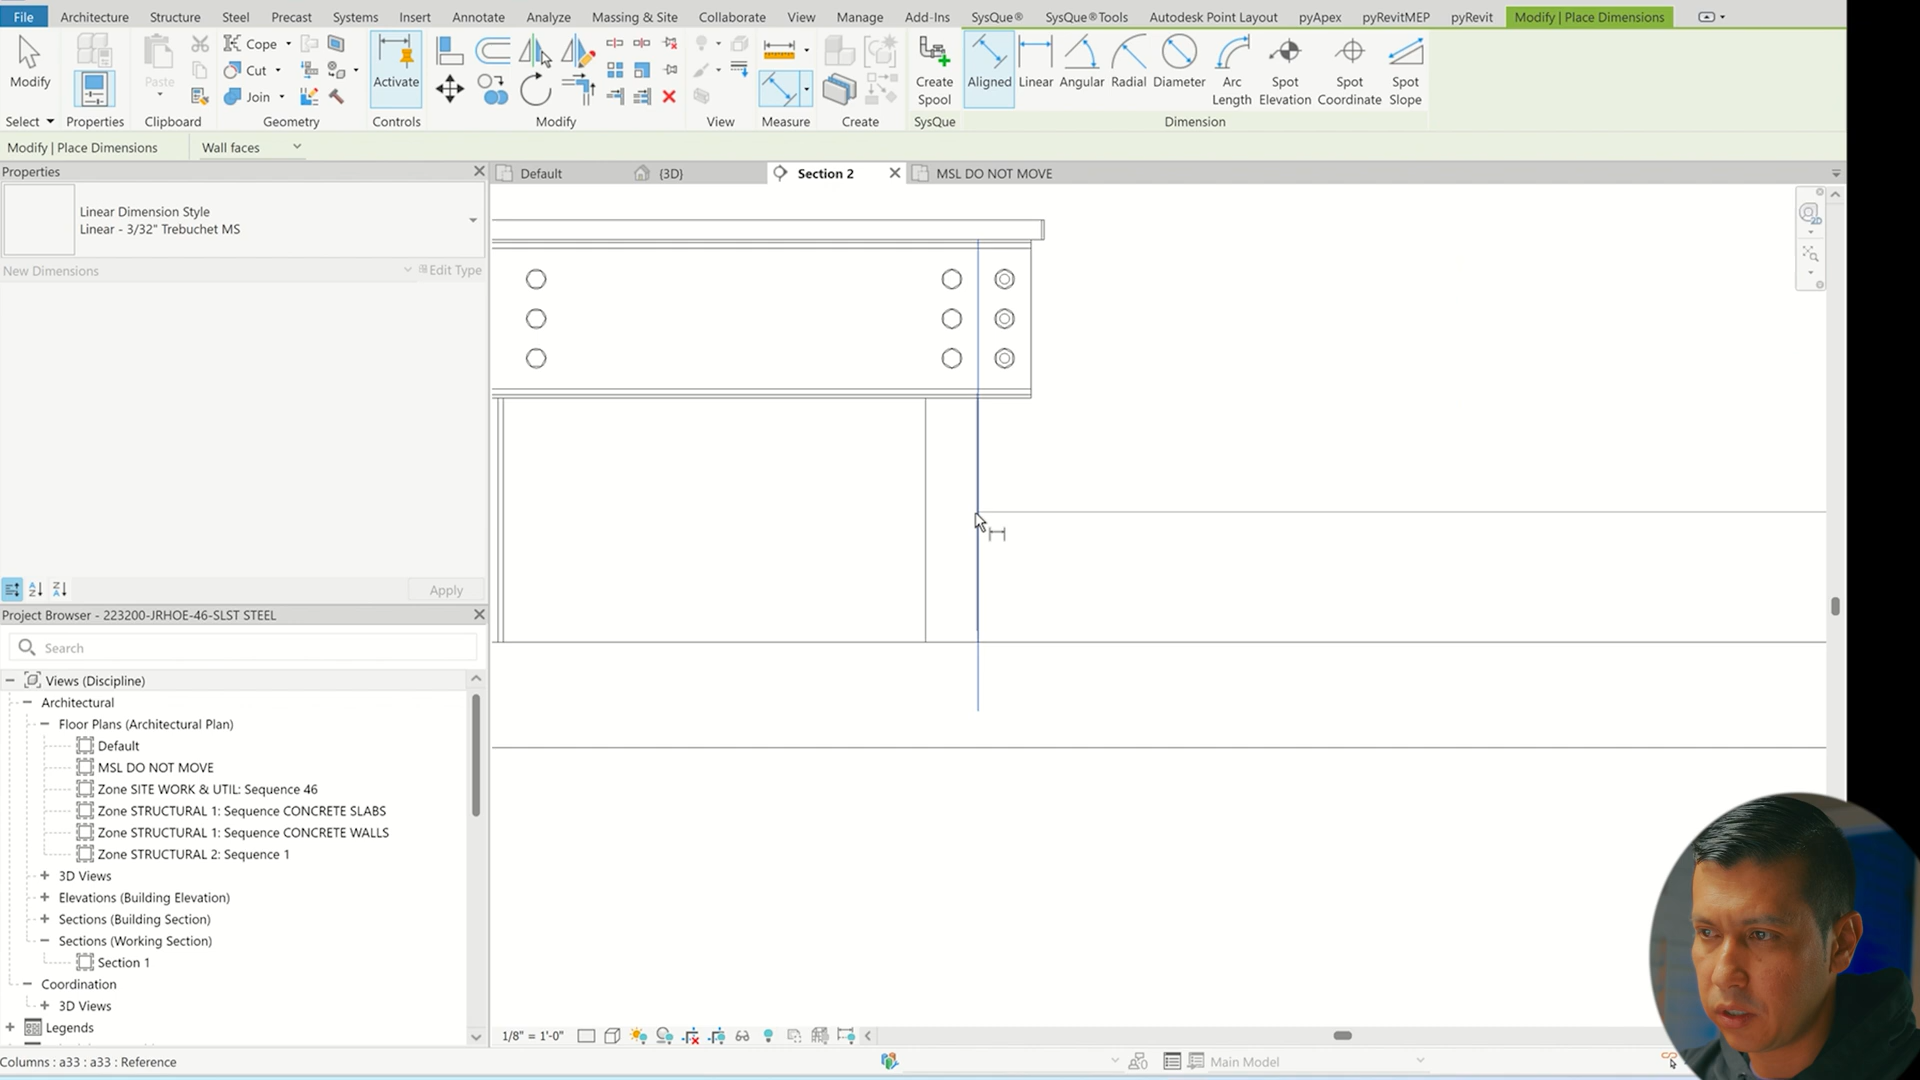 File Architecture Structure Steel Precast Systems Insert Annotate Analyze Massing & Site Collaborate View Manage Add-Ins SysQue® SysQue®Tools Autodesk Point Layout pyApex pyRevitMEP pyRevit Modify | Place Dimensions
Modify Paste Cope Cut Join Activate Create Spool Aligned Linear Angular Radial Diameter Arc Length Spot Elevation Spot Coordinate Spot Slope
Select Properties Clipboard Geometry Controls Modify View Measure Create SysQue Dimension
Modify | Place Dimensions Wall faces
Properties
Default {3D} Section 2 MSL DO NOT MOVE
Linear Dimension Style
Linear - 3/32" Trebuchet MS
New Dimensions Edit Type
Apply
Project Browser - 223200-JRHOE-46-SLST STEEL
Search
Views (Discipline)
Architectural
Floor Plans (Architectural Plan)
Default
MSL DO NOT MOVE
Zone SITE WORK & UTIL: Sequence 46
Zone STRUCTURAL 1: Sequence CONCRETE SLABS
Zone STRUCTURAL 1: Sequence CONCRETE WALLS
Zone STRUCTURAL 2: Sequence 1
3D Views
Elevations (Building Elevation)
Sections (Building Section)
Sections (Working Section)
Section 1
Coordination
3D Views
Legends
1/8" = 1'-0"
Columns : a33 : a33 : Reference
Main Model